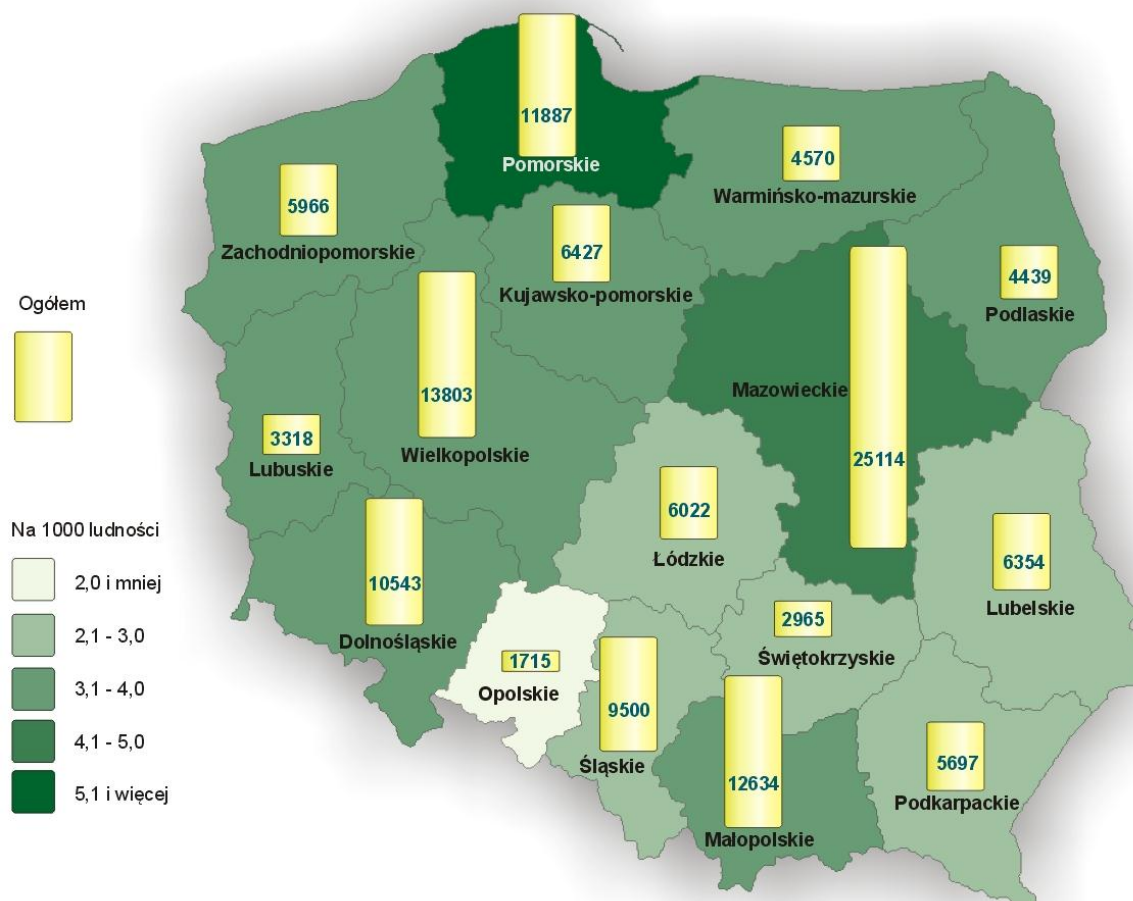 11887
Pomorskie
4570
Warmińsko-mazurskie
5966
Zachodniopomorskie
6427
Kujawsko-pomorskie
4439
Podlaskie
Ogółem
13803
Wielkopolskie
Mazowieckie
25114
3318
Lubuskie
6022
Łódzkie
6354
Lubelskie
Na 1000 ludności
2,0 i mniej
2,1 - 3,0
3,1 - 4,0
4,1 - 5,0
5,1 i więcej
10543
Dolnośląskie
2965
Świętokrzyskie
1715
Opolskie
9500
Śląskie
12634
Małopolskie
5697
Podkarpackie